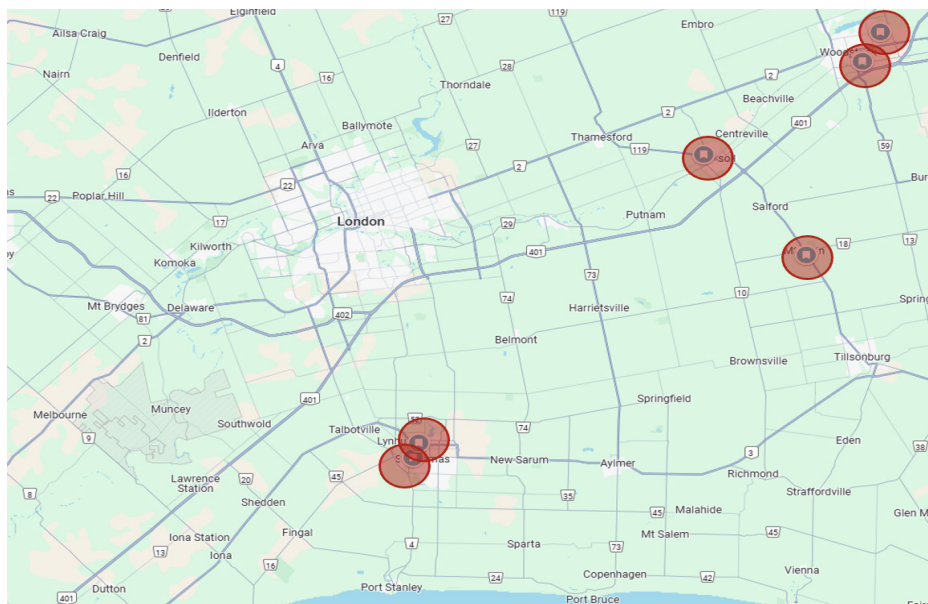 Ailsa Craig
Elginfield
27
119
Embro
4
Denfield
Nairn
16
28
2
Thorndale
Beachville
Ilderton
Ballymote
401
16
Arva
27
Thamesford
2
Centreville
119
59
22
2
Poplar Hill
22
Salford
17
London
29
Putnam
Kilworth
18
13
Komoka
401
73
74
10
Mt Brydges
Delaware
Harrietsville
81
402
2
Belmont
Tillsonburg
Brownsville
401
Springfield
Muncey
Melbourne
Southwold
Talbotville
74
9
Eden
38
New Sarum
Aylmer
3
Richmond
45
Lawrence
Station
20
8
35
Straffordville
Shedden
45
Malahide
Fingal
4
45
Iona Station
Mt Salem
13
Sparta
73
Iona
16
Vienna
24
Copenhagen
42
Dutton
Port Stanley
401
Port Bruce